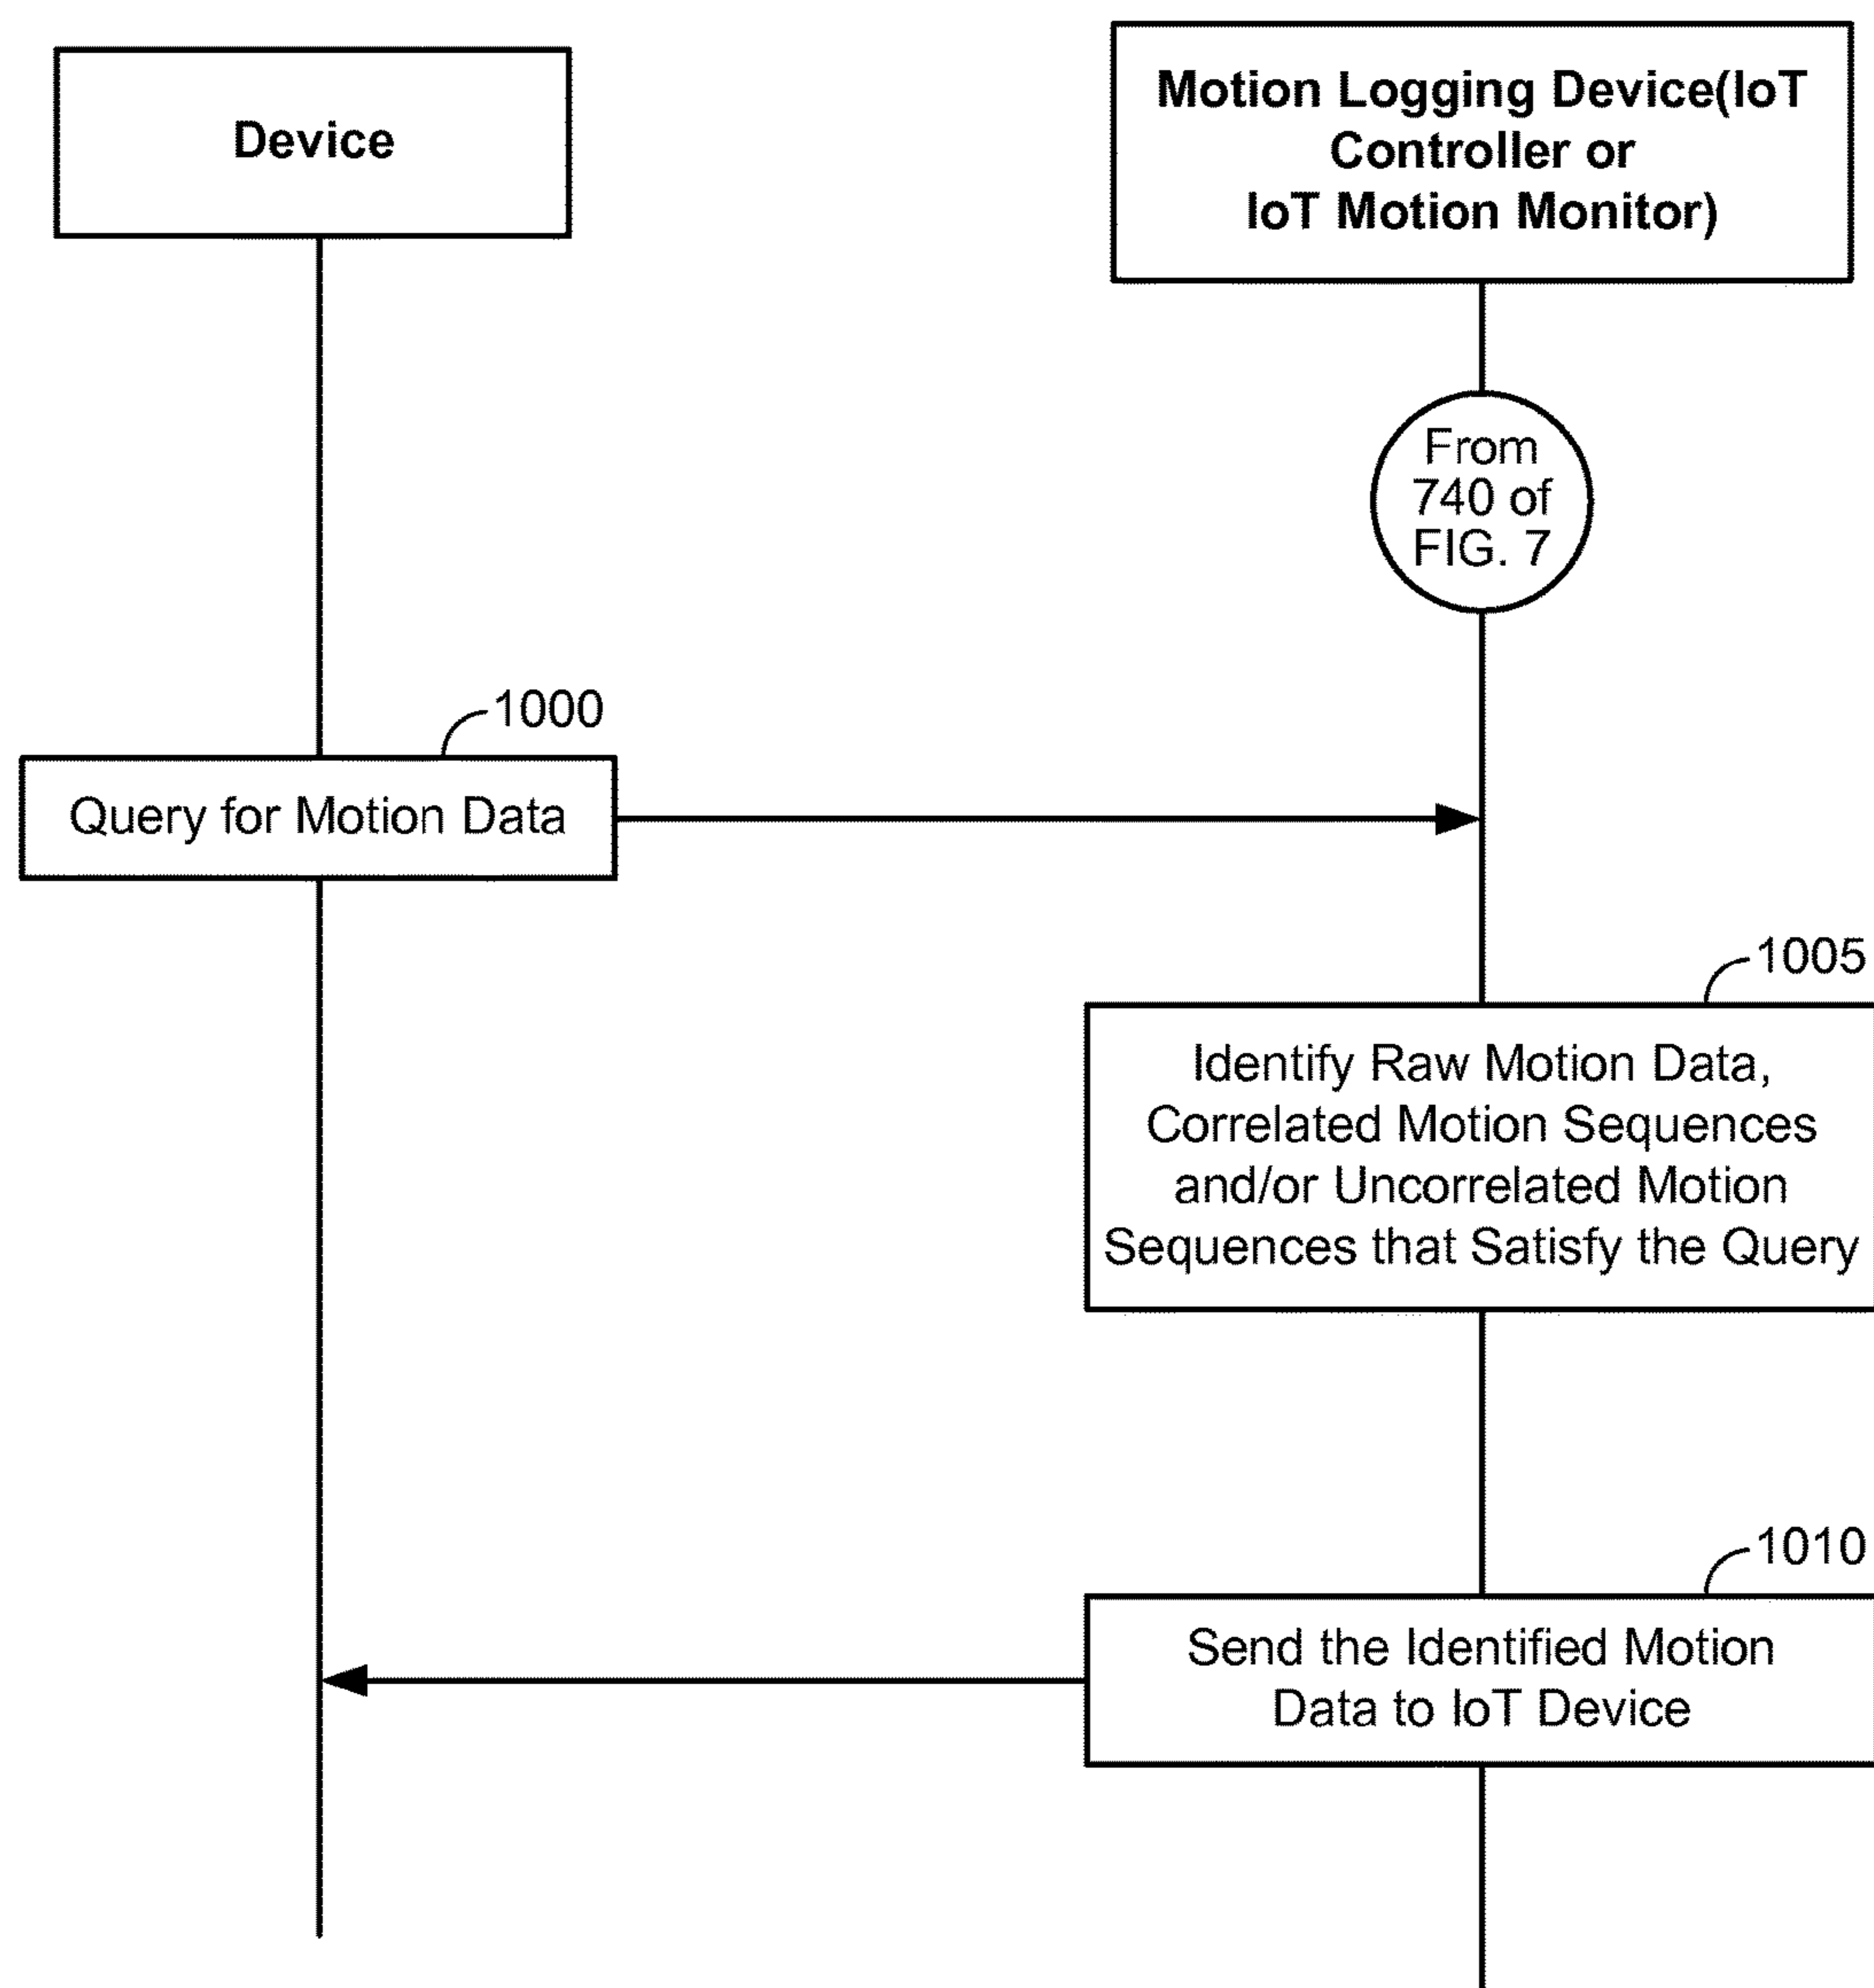 Device
Motion Logging Device(IoT
Controller or
IoT Motion Monitor)
From
740 of
FIG. 7
1000
Query for Motion Data
1005
Identify Raw Motion Data,
Correlated Motion Sequences
and/or Uncorrelated Motion
Sequences that Satisfy the Query
1010
Send the Identified Motion
Data to IoT Device